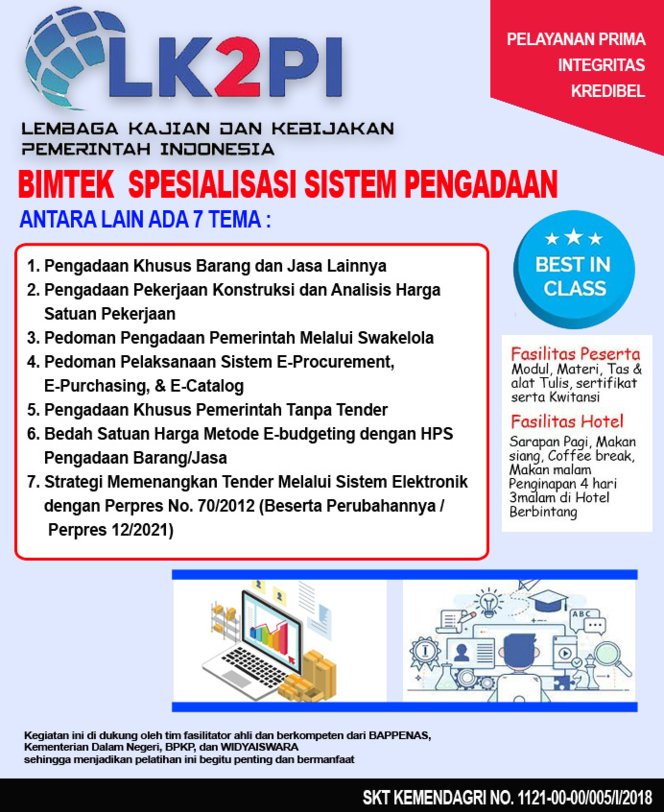 LK2PI
LEMBAGA KAJIAN DAN KEBIJAKAN
PEMERINTAH INDONESIA
PELAYANAN PRIMA
INTEGRITAS
KREDIBEL
BIMTEK SPESIALISASI SISTEM PENGADAAN
ANTARA LAIN ADA 7 TEMA :
1. Pengadaan Khusus Barang dan Jasa Lainnya
2. Pengadaan Pekerjaan Konstruksi dan Analisis Harga
Satuan Pekerjaan
3. Pedoman Pengadaan Pemerintah Melalui Swakelola
4. Pedoman Pelaksanaan Sistem E-Procurement,
E-Purchasing, & E-Catalog
5. Pengadaan Khusus Pemerintah Tanpa Tender
6. Bedah Satuan Harga Metode E-budgeting dengan HPS
Pengadaan Barang/Jasa
7. Strategi Memenangkan Tender Melalui Sistem Elektronik
dengan Perpres No. 70/2012 (Beserta Perubahannya /
Perpres 12/2021)
BEST IN
CLASS
Fasilitas Peserta
Modul, Materi, Tas &
alat Tulis, sertifikat
serta Kwitansi
Fasilitas Hotel
Sarapan Pagi, Makan
siang, Coffee break,
Makan malam
Penginapan 4 hari
3malam di Hotel
Berbintang
ABC
Kegiatan ini di dukung oleh tim fasilitator ahli dan berkompeten dari BAPPENAS,
Kementerian Dalam Negeri, BPKP, dan WIDYAISWARA
sehingga menjadikan pelatihan ini begitu penting dan bermanfaat
SKT KEMENDAGRI NO. 1121-00-00/005/I/2018